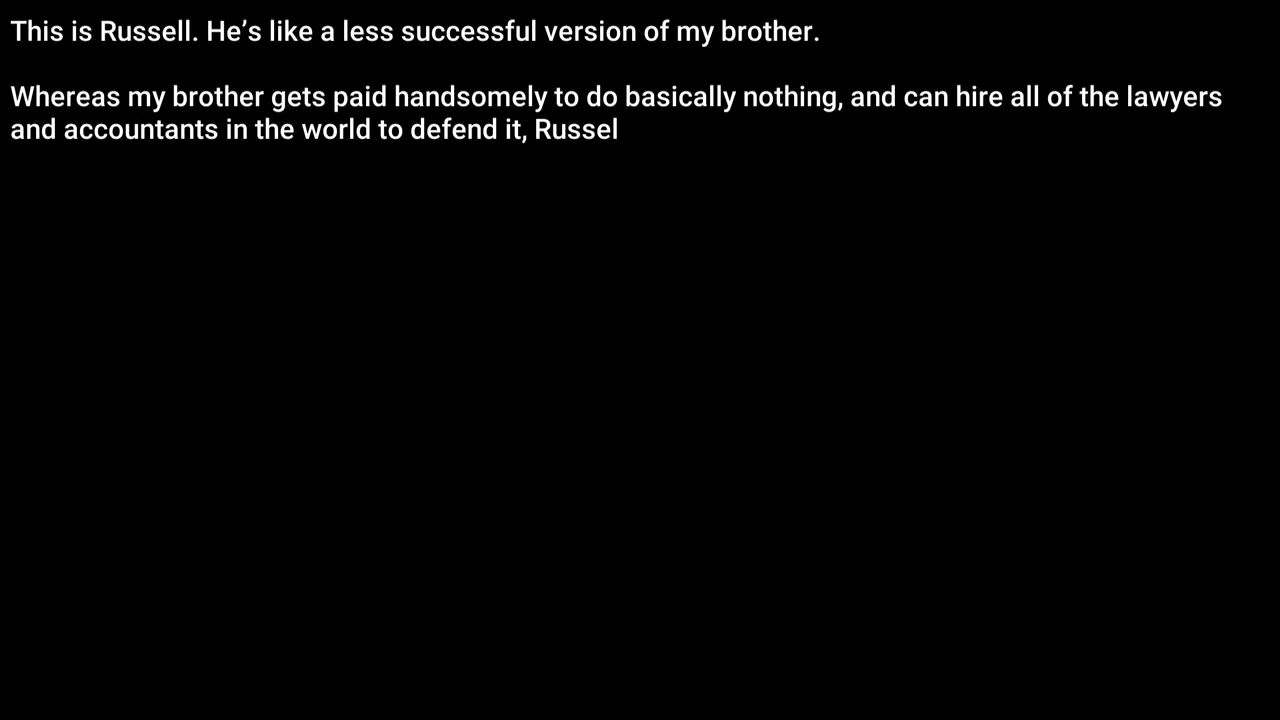 This is Russell. He’s like a less successful version of my brother.
Whereas my brother gets paid handsomely to do basically nothing, and can hire all of the lawyers
and accountants in the world to defend it, Russel